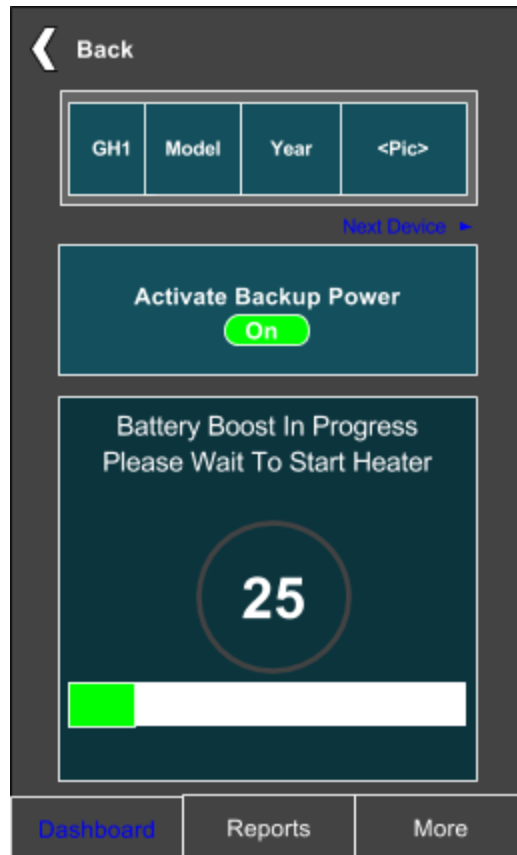 Back
GH1 Model Year <Pic>
Next Device ►
Activate Backup Power
On
Battery Boost In Progress
Please Wait To Start Heater
25
Dashboard Reports More